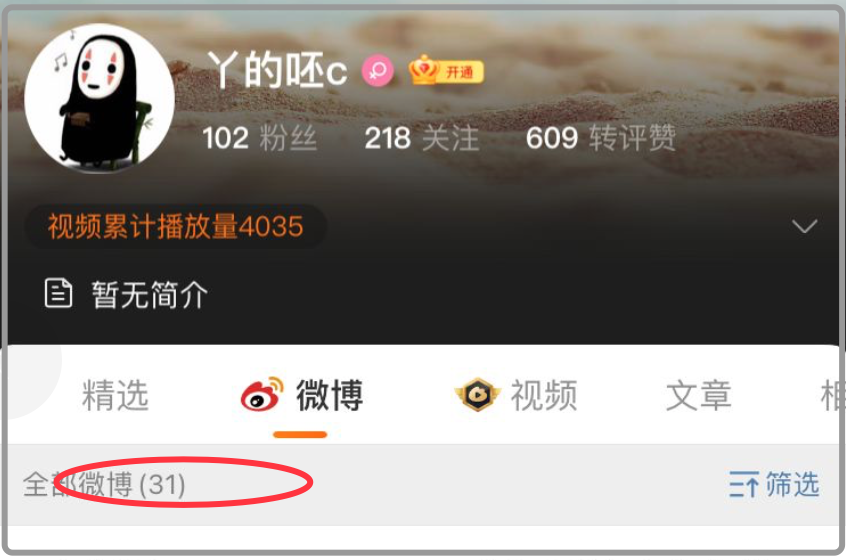 丫的呸c 开通
102 粉丝 218 关注 609 转评赞
视频累计播放量4035
暂无简介
精选 微博 视频 文章
全部微博(31) 筛选